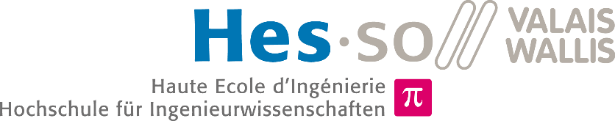 Hes·so VALAIS
WALLIS
Haute Ecole d'Ingénierie
Hochschule für Ingenieurwissenschaften π